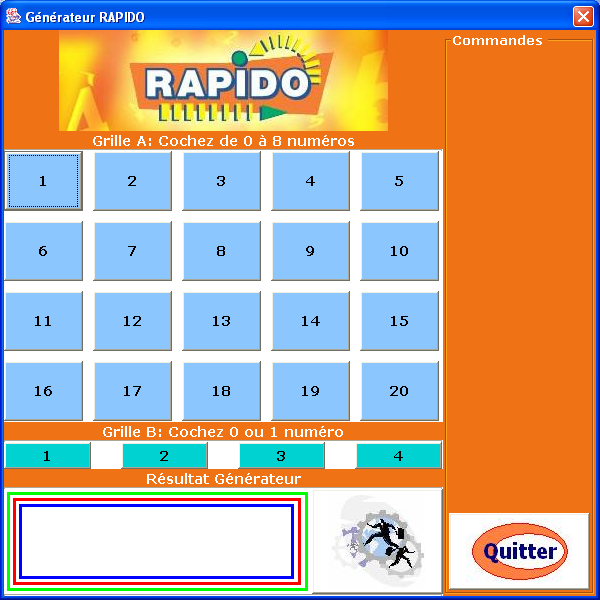 Générateur RAPIDO
RAPIDO
Commandes
Grille A: Cochez de 0 à 8 numéros
1 2 3 4 5
6 7 8 9 10
11 12 13 14 15
16 17 18 19 20
Grille B: Cochez 0 ou 1 numéro
1 2 3 4
Résultat Générateur
Quitter